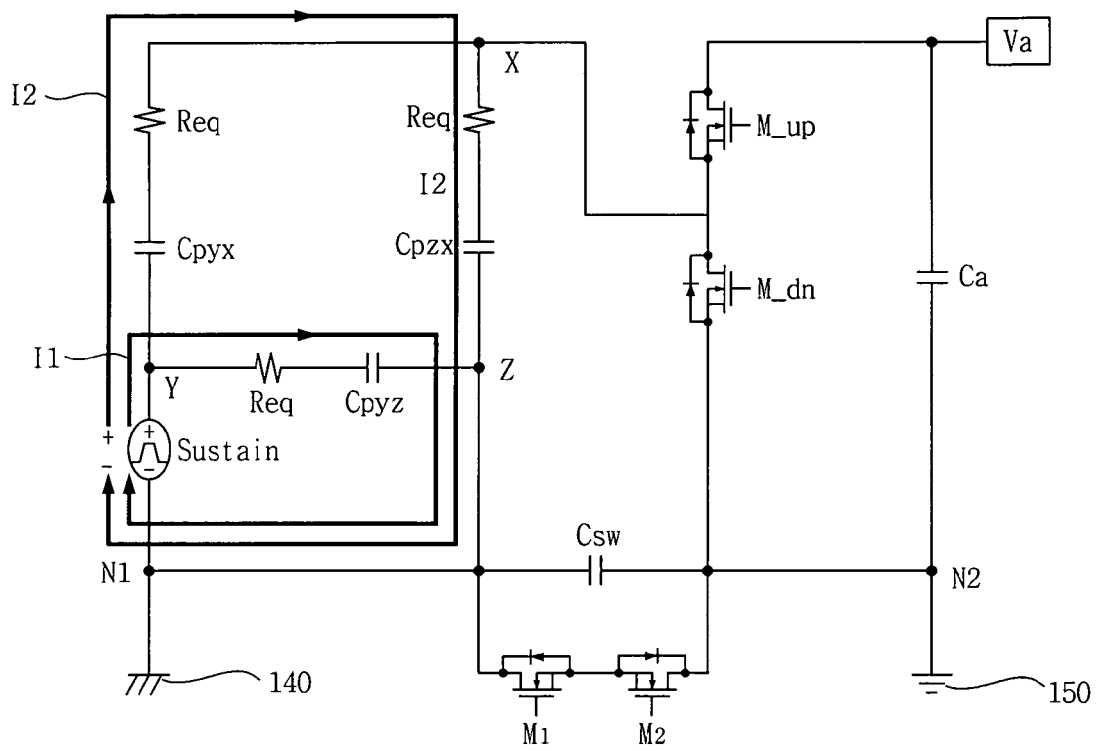 Va
X
I2
Req
Req
M_up
I2
Cpyx
Cpzx
M_dn
Ca
I1
Y
Req
Cpyz
Z
+
-
+
-
Sustain
Csw
N1
N2
140
150
M1
M2